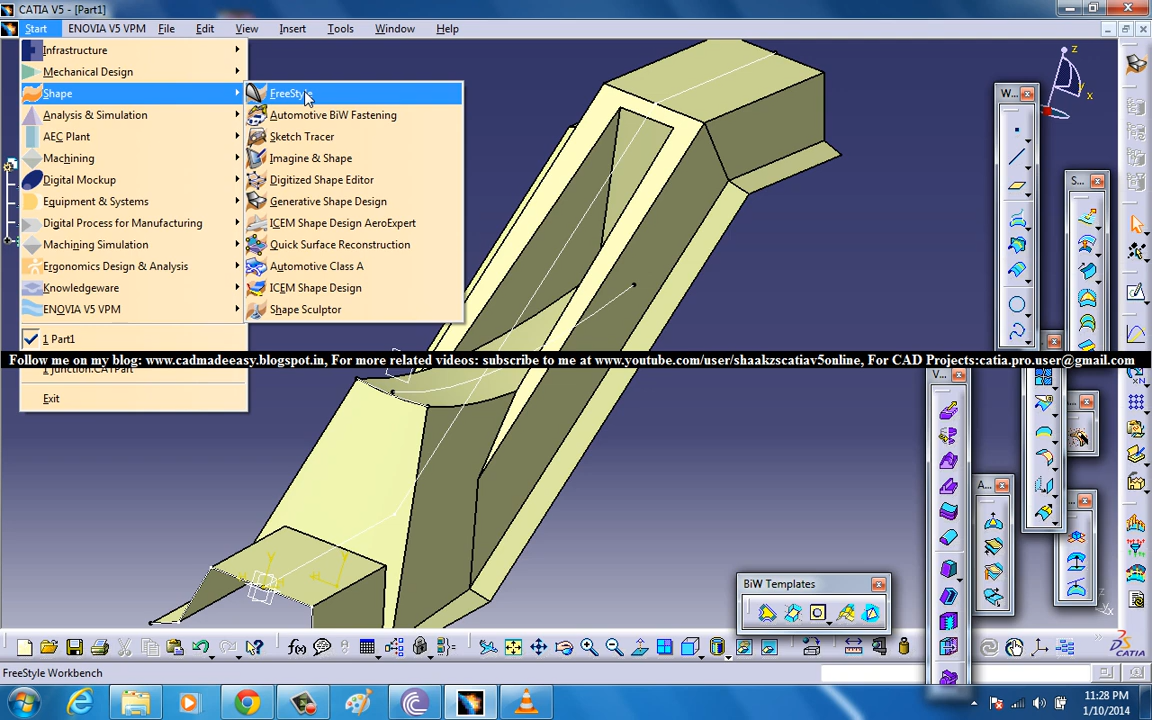 CATIA V5 - [Part1]
Start ENOVIA V5 VPM File Edit View Insert Tools Window Help
Infrastructure
Mechanical Design
Shape
Analysis & Simulation
AEC Plant
Machining
Digital Mockup
Equipment & Systems
Digital Process for Manufacturing
Machining Simulation
Ergonomics Design & Analysis
Knowledgeware
ENOVIA V5 VPM
1 Part1
1 Junction.CATPart
Exit
FreeStyle
Automotive BiW Fastening
Sketch Tracer
Imagine & Shape
Digitized Shape Editor
Generative Shape Design
ICEM Shape Design AeroExpert
Quick Surface Reconstruction
Automotive Class A
ICEM Shape Design
Shape Sculptor
z
y
x
W...
S...
Follow me on my blog: www.cadmadeeasy.blogspot.in, For more related videos: subscribe to me at www.youtube.com/user/shaakzscatiav5online, For CAD Projects:catia.pro.user@gmail.com
V...
A...
BiW Templates
FreeStyle Workbench
CATIA
11:28 PM
1/10/2014